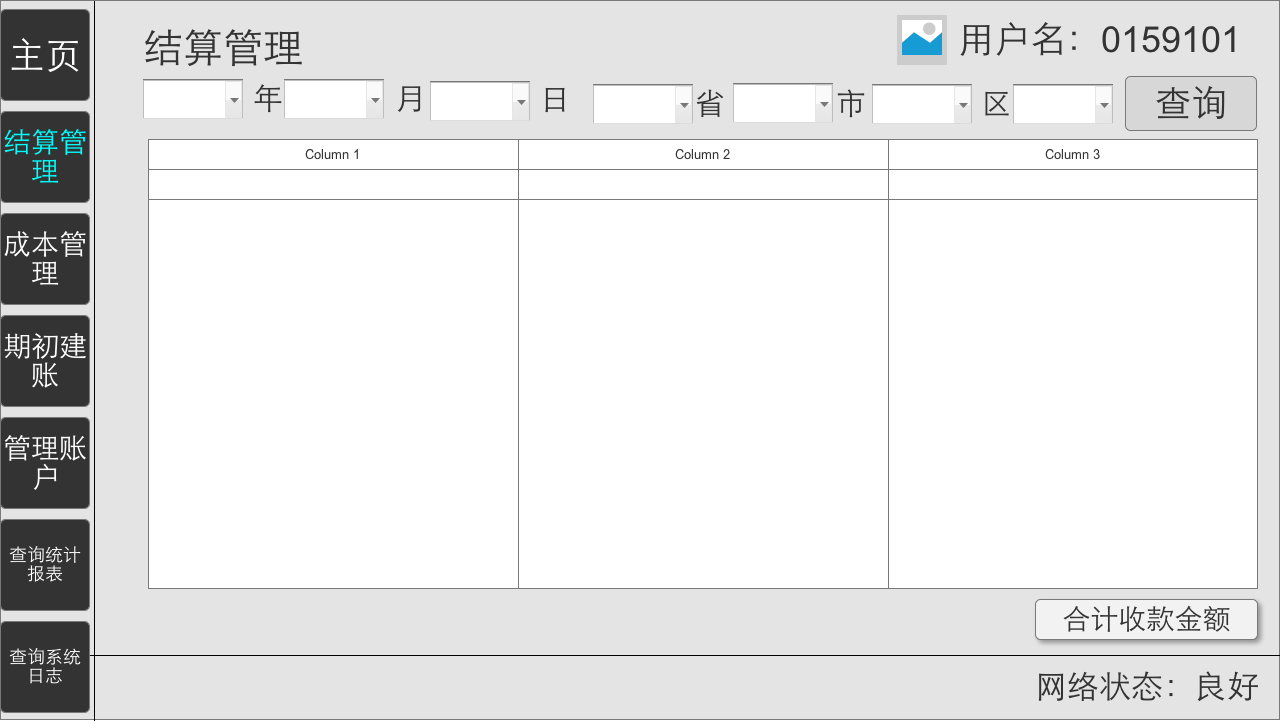 主页
结算管
理
成本管
理
期初建
账
管理账
户
查询统计
报表
查询系统
日志
结算管理
用户名：0159101
年 月 日 省 市 区 查询
Column 1 Column 2 Column 3
合计收款金额
网络状态：良好